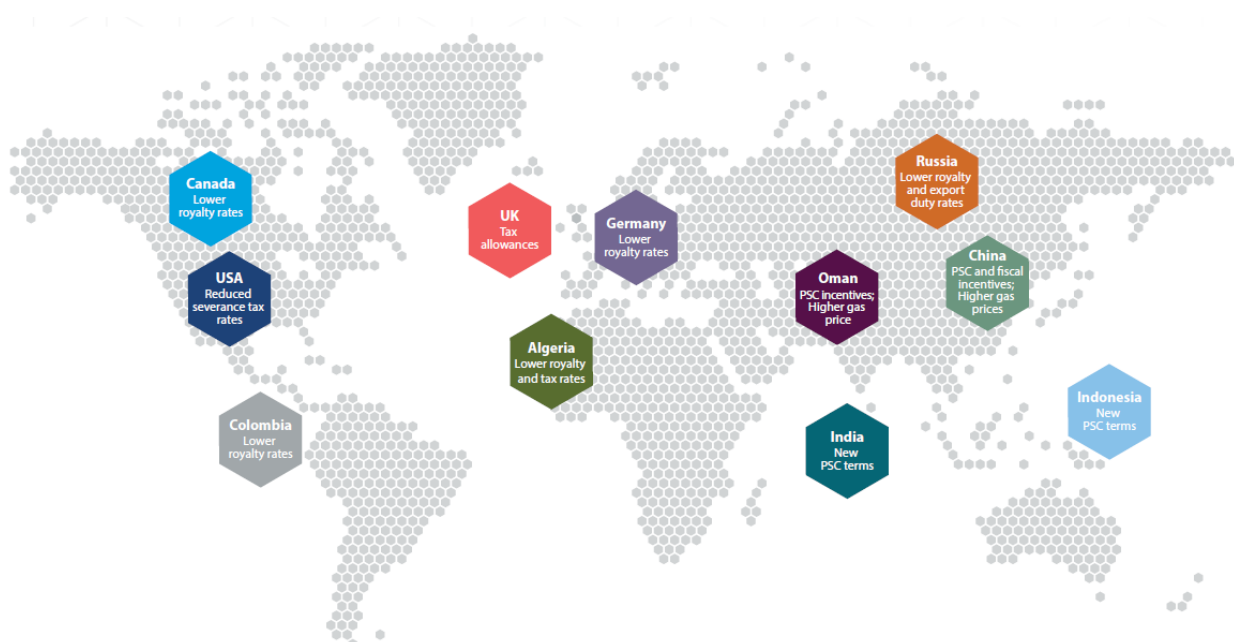 Canada
Lower
royalty rates
USA
Reduced
severance tax
rates
Colombia
Lower
royalty rates
UK
Tax
allowances
Germany
Lower
royalty rates
Algeria
Lower royalty
and tax rates
Russia
Lower royalty
and export
duty rates
Oman
PSC incentives;
Higher gas
price
China
PSC and fiscal
incentives;
Higher gas
prices
India
New
PSC terms
Indonesia
New
PSC terms